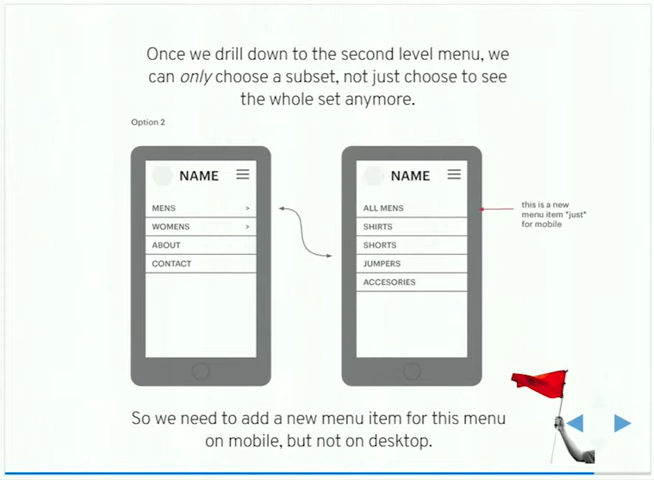 Once we drill down to the second level menu, we
can only choose a subset, not just choose to see
the whole set anymore.
Option 2
NAME
MENS >
WOMENS >
ABOUT
CONTACT
NAME
ALL MENS
SHIRTS
SHORTS
JUMPERS
ACCESORIES
this is a new
menu item "just"
for mobile
So we need to add a new menu item for this menu
on mobile, but not on desktop.